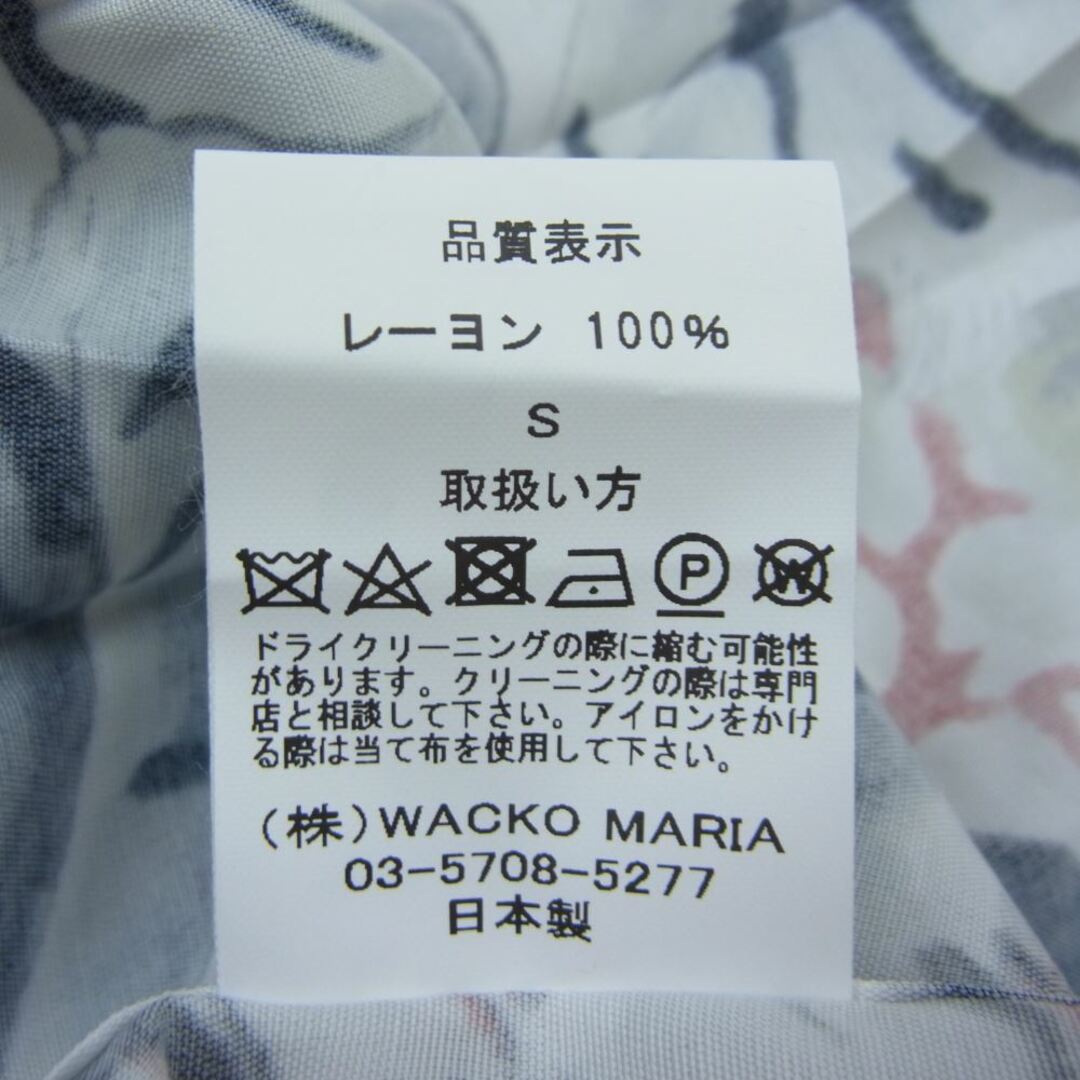 品質表示
レーヨン 100%
S
取扱い方
P W
ドライクリーニングの際に縮む可能性
があります。クリーニングの際は専門
店と相談して下さい。アイロンをかけ
る際は当て布を使用して下さい。
(株)WACKO MARIA
03-5708-5277
日本製